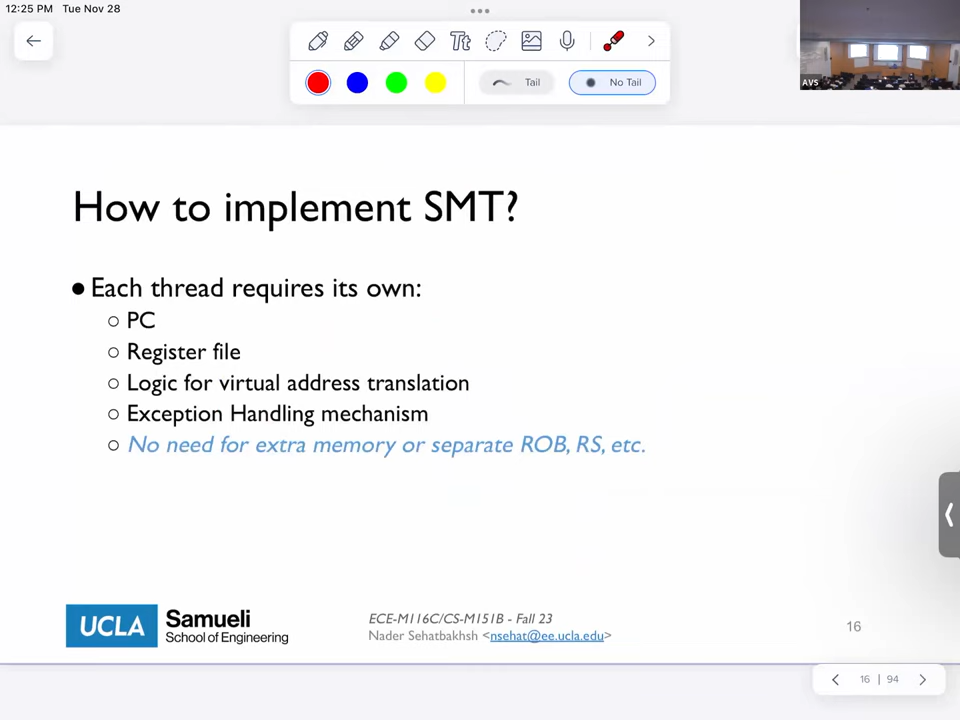 12:25 PM Tue Nov 28
Tt
Tail
No Tail
AVS
How to implement SMT?
● Each thread requires its own:
○ PC
○ Register file
○ Logic for virtual address translation
○ Exception Handling mechanism
○ No need for extra memory or separate ROB, RS, etc.
UCLA Samueli
School of Engineering
ECE-M116C/CS-M151B - Fall 23
Nader Sehatbakhsh <nsehat@ee.ucla.edu>
16
16 | 94